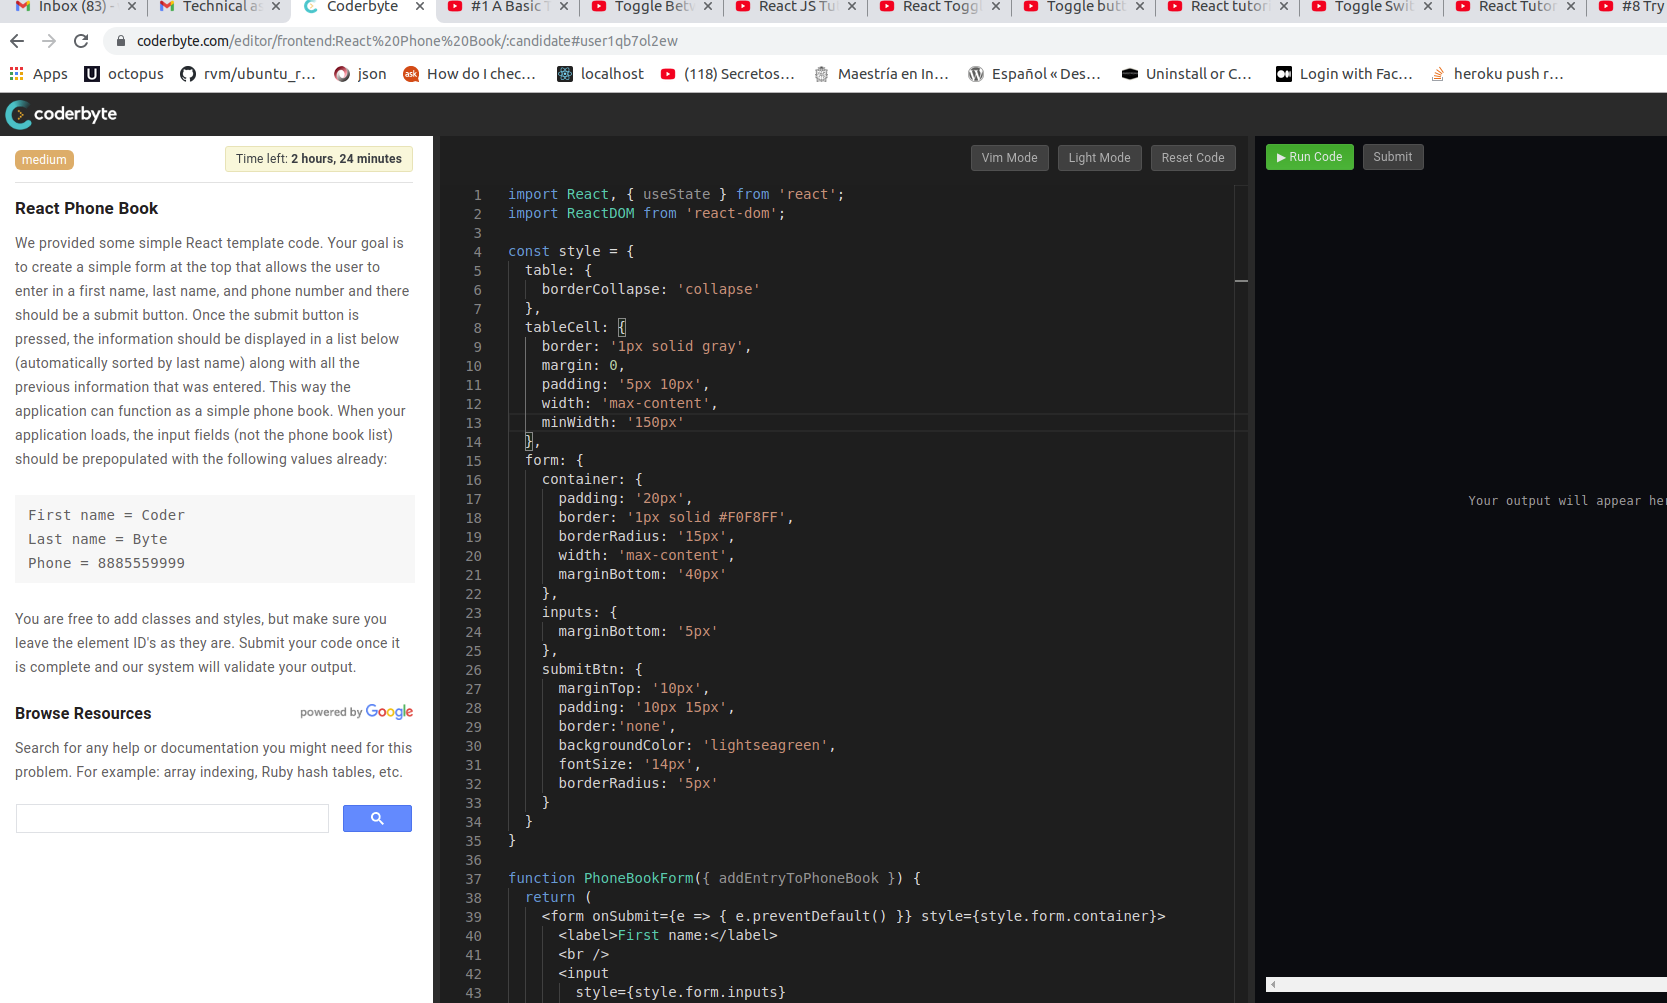 Inbox (83) -
Technical as
Coderbyte
#1 A Basic T
Toggle Betw
React JS Tut
React Toggl
Toggle butt
React tutori
Toggle Swit
React Tutor
#8 Try
coderbyte.com/editor/frontend:React%20Phone%20Book/:candidate#user1qb7ol2ew
Apps
octopus
rvm/ubuntu_r...
json
ask How do I chec...
localhost
(118) Secretos...
Maestría en In...
Español « Des...
Uninstall or C...
Login with Fac...
heroku push r...
coderbyte
medium
Time left: 2 hours, 24 minutes
React Phone Book
We provided some simple React template code. Your goal is
to create a simple form at the top that allows the user to
enter in a first name, last name, and phone number and there
should be a submit button. Once the submit button is
pressed, the information should be displayed in a list below
(automatically sorted by last name) along with all the
previous information that was entered. This way the
application can function as a simple phone book. When your
application loads, the input fields (not the phone book list)
should be prepopulated with the following values already:
First name = Coder
Last name = Byte
Phone = 8885559999
You are free to add classes and styles, but make sure you
leave the element ID's as they are. Submit your code once it
is complete and our system will validate your output.
Browse Resources
powered by Google
Search for any help or documentation you might need for this
problem. For example: array indexing, Ruby hash tables, etc.
Vim Mode
Light Mode
Reset Code
1 import React, { useState } from 'react';
2 import ReactDOM from 'react-dom';
3
4 const style = {
5 table: {
6 borderCollapse: 'collapse'
7 },
8 tableCell: {
9 border: '1px solid gray',
10 margin: 0,
11 padding: '5px 10px',
12 width: 'max-content',
13 minWidth: '150px'
14 },
15 form: {
16 container: {
17 padding: '20px',
18 border: '1px solid #F0F8FF',
19 borderRadius: '15px',
20 width: 'max-content',
21 marginBottom: '40px'
22 },
23 inputs: {
24 marginBottom: '5px'
25 },
26 submitBtn: {
27 marginTop: '10px',
28 padding: '10px 15px',
29 border:'none',
30 backgroundColor: 'lightseagreen',
31 fontSize: '14px',
32 borderRadius: '5px'
33 }
34 }
35 }
36
37 function PhoneBookForm({ addEntryToPhoneBook }) {
38 return (
39 <form onSubmit={e => { e.preventDefault() }} style={style.form.container}>
40 <label>First name:</label>
41 <br />
42 <input
43 style={style.form.inputs}
▶ Run Code
Submit
Your output will appear her